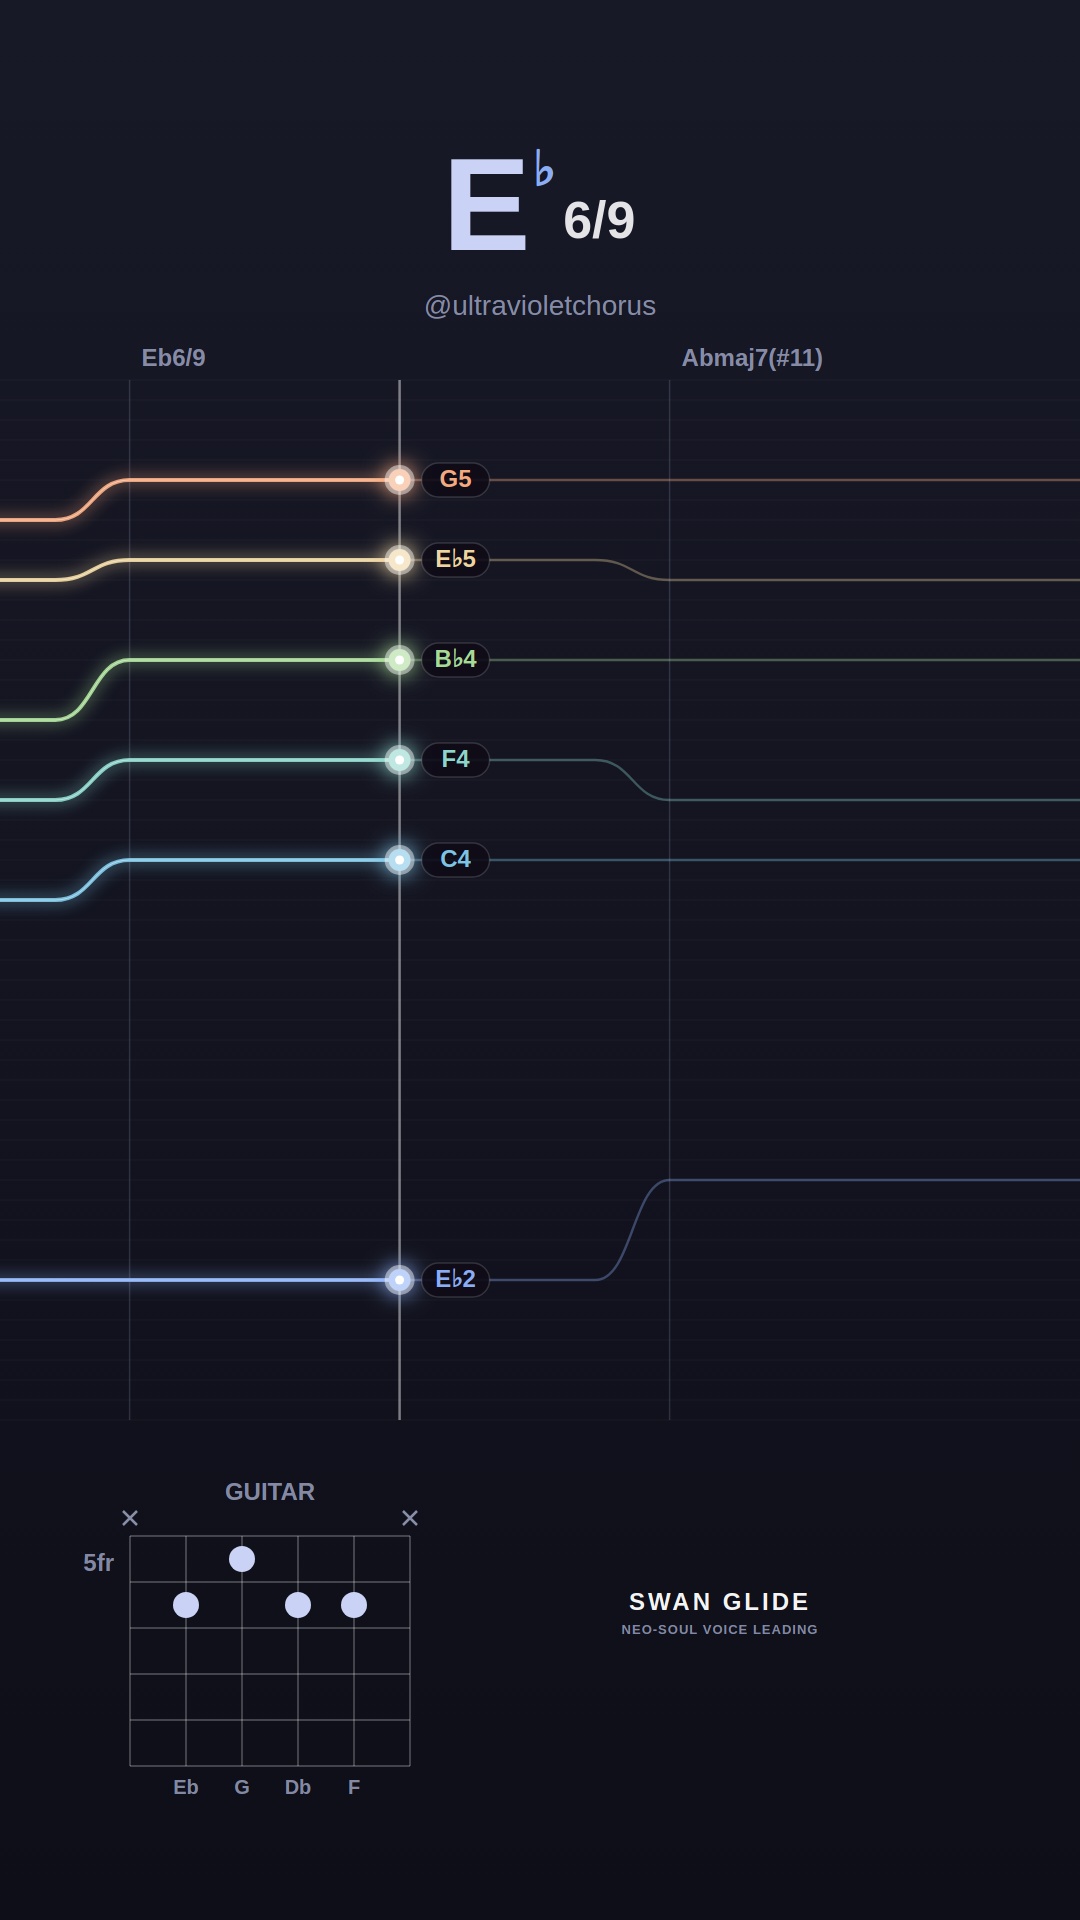 E♭6/9
@ultravioletchorus
Eb6/9
Abmaj7(#11)
G5
E♭5
B♭4
F4
C4
E♭2
GUITAR
× ×
5fr
Eb G Db F
SWAN GLIDE
NEO-SOUL VOICE LEADING